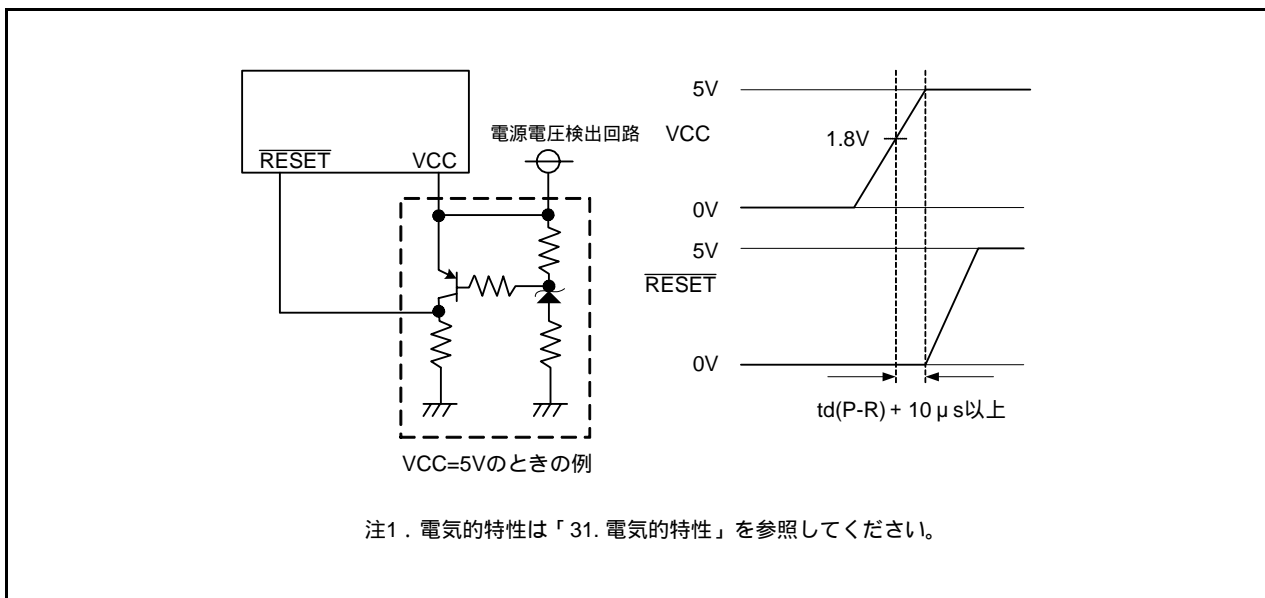 RESET VCC
電源電圧検出回路
VCC=5Vのときの例
5V
VCC
1.8V
0V
5V
RESET
0V
td(P-R) + 10 μ s以上
注1 . 電気的特性は「 31. 電気的特性」を参照してください。